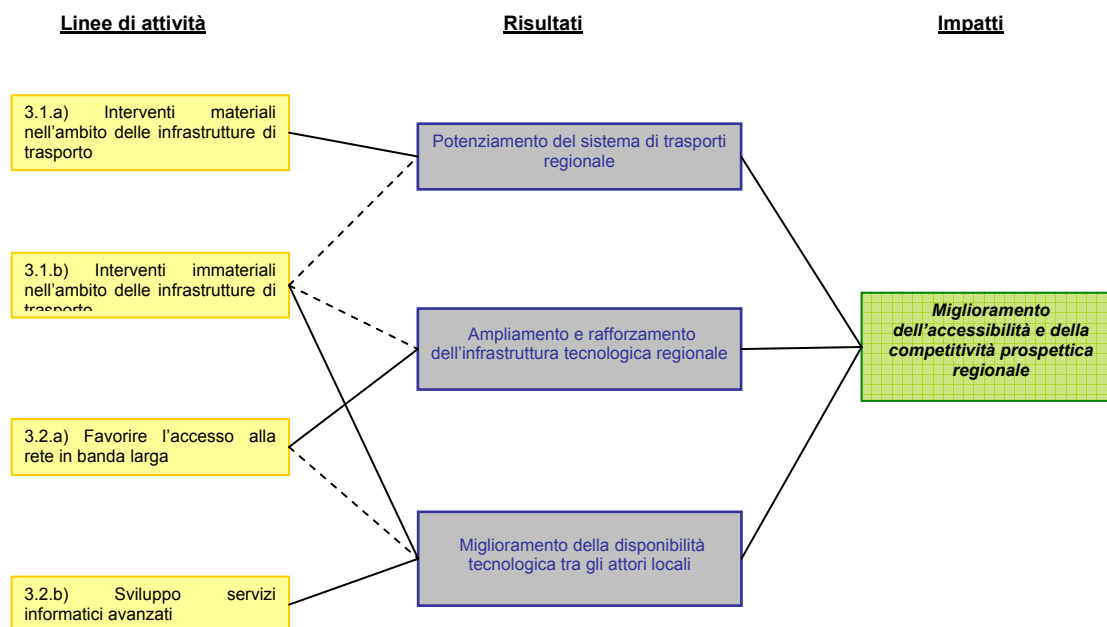 Linee di attività
Risultati
Impatti
3.1.a) Interventi materiali
nell'ambito delle infrastrutture di
trasporto
Potenziamento del sistema di trasporti
regionale
3.1.b) Interventi immateriali
nell'ambito delle infrastrutture di
trasporto
Ampliamento e rafforzamento
dell'infrastruttura tecnologica regionale
Miglioramento
dell'accessibilità e della
competitività prospettica
regionale
3.2.a) Favorire l'accesso alla
rete in banda larga
Miglioramento della disponibilità
tecnologica tra gli attori locali
3.2.b) Sviluppo servizi
informatici avanzati